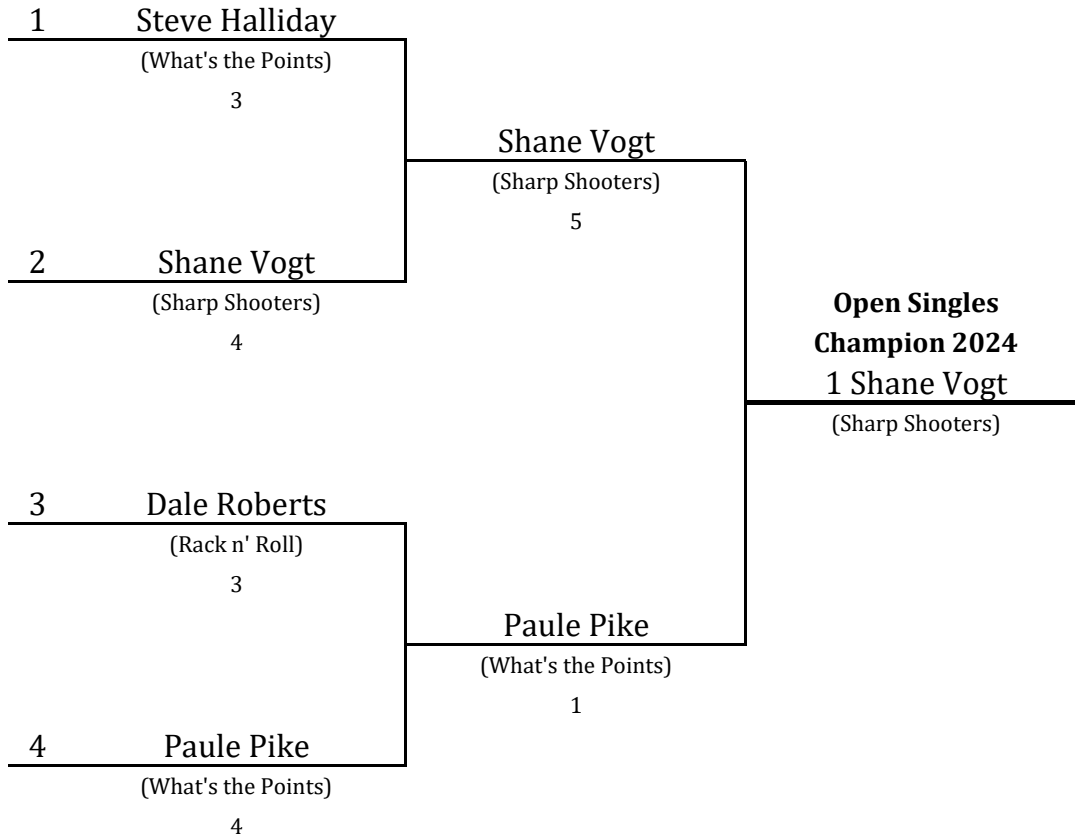 1 Steve Halliday
(What's the Points)
3
Shane Vogt
(Sharp Shooters)
5
2 Shane Vogt
(Sharp Shooters)
4
Open Singles
Champion 2024
1 Shane Vogt
(Sharp Shooters)
3 Dale Roberts
(Rack n' Roll)
3
Paule Pike
(What's the Points)
1
4 Paule Pike
(What's the Points)
4